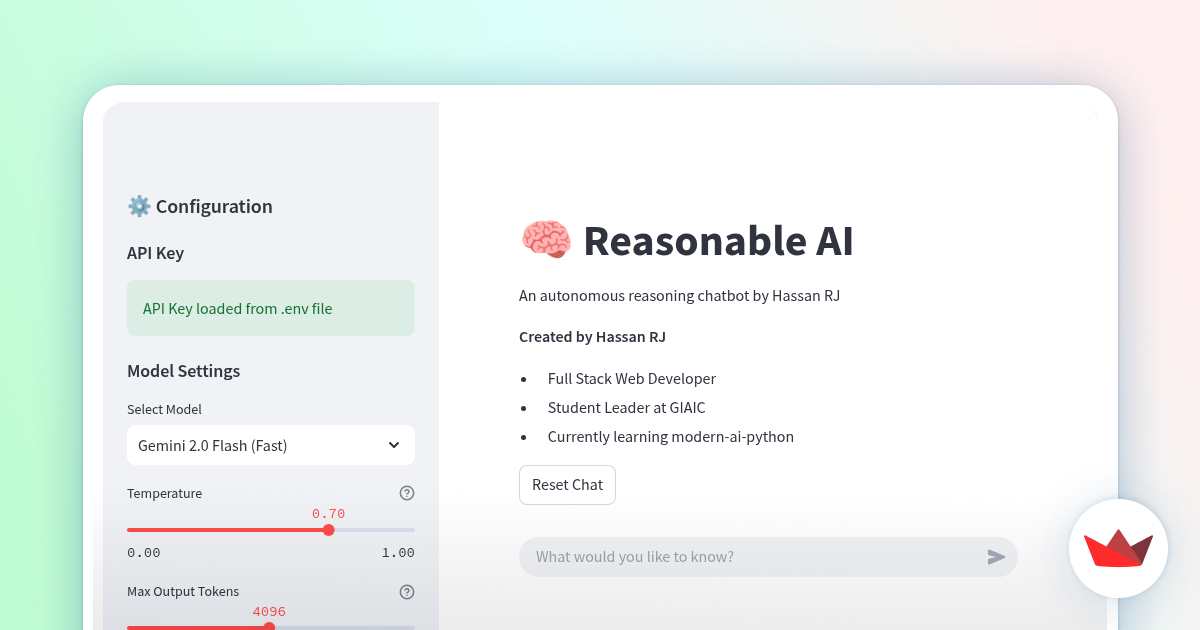 Configuration
API Key
API Key loaded from .env file
Model Settings
Select Model
Gemini 2.0 Flash (Fast)
Temperature
0.70
0.00 1.00
Max Output Tokens
4096
Reasonable AI
An autonomous reasoning chatbot by Hassan RJ
Created by Hassan RJ
Full Stack Web Developer
Student Leader at GIAIC
Currently learning modern-ai-python
Reset Chat
What would you like to know?